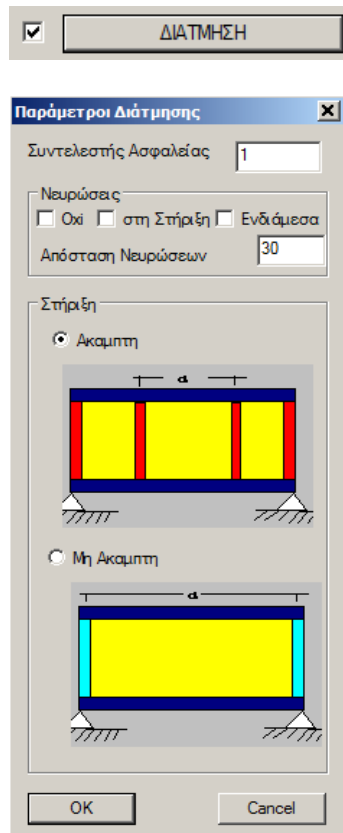 ΔΙΑΤΜΗΣΗ
Παράμετροι Διάτμησης
Συντελεστής Ασφαλείας 1
Νευρώσεις
Οχι στη Στήριξη Ενδιάμεσα
Απόσταση Νευρώσεων 30
Στήριξη
Ακαμπτη
d
Μη Ακαμπτη
d
OK Cancel